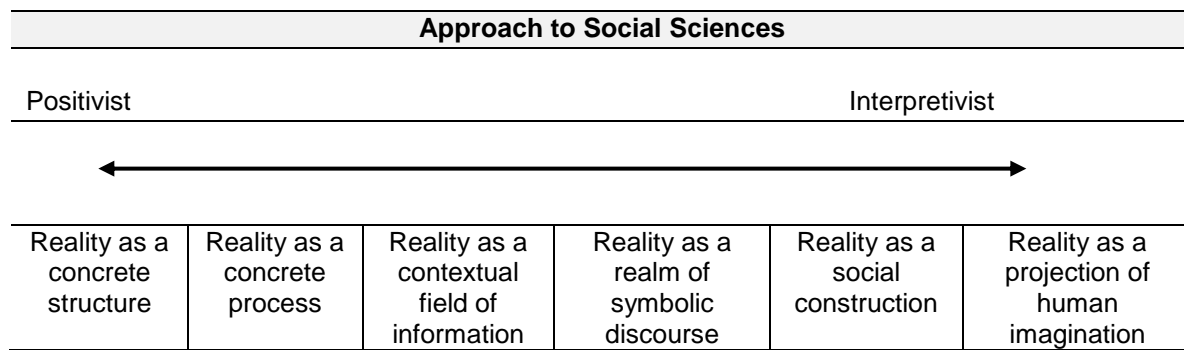 Approach to Social Sciences
Positivist Interpretivist
Reality as a concrete structure
Reality as a concrete process
Reality as a contextual field of information
Reality as a realm of symbolic discourse
Reality as a social construction
Reality as a projection of human imagination